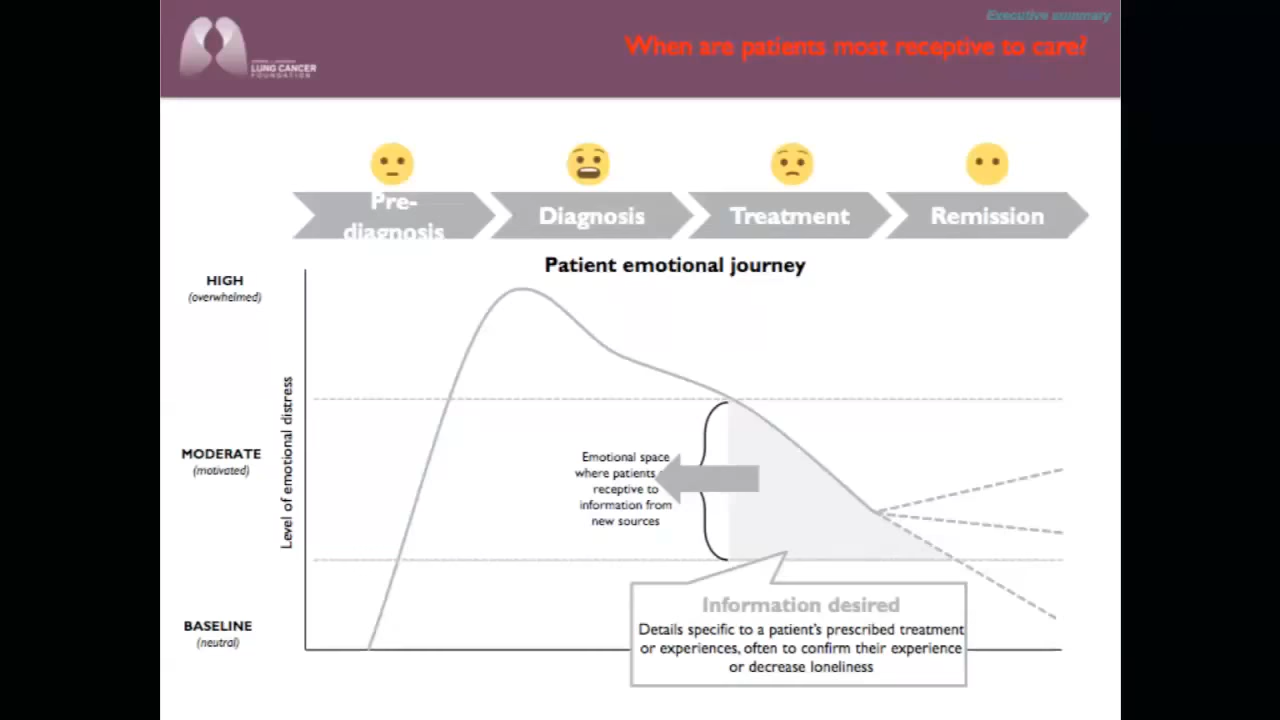 Executive summary
When are patients most receptive to care?
LUNG CANCER
FOUNDATION
Pre-
diagnosis
Diagnosis
Treatment
Remission
Patient emotional journey
HIGH
(overwhelmed)
Level of emotional distress
MODERATE
(motivated)
Emotional space
where patients
receptive to
information from
new sources
BASELINE
(neutral)
Information desired
Details specific to a patient's prescribed treatment
or experiences, often to confirm their experience
or decrease loneliness